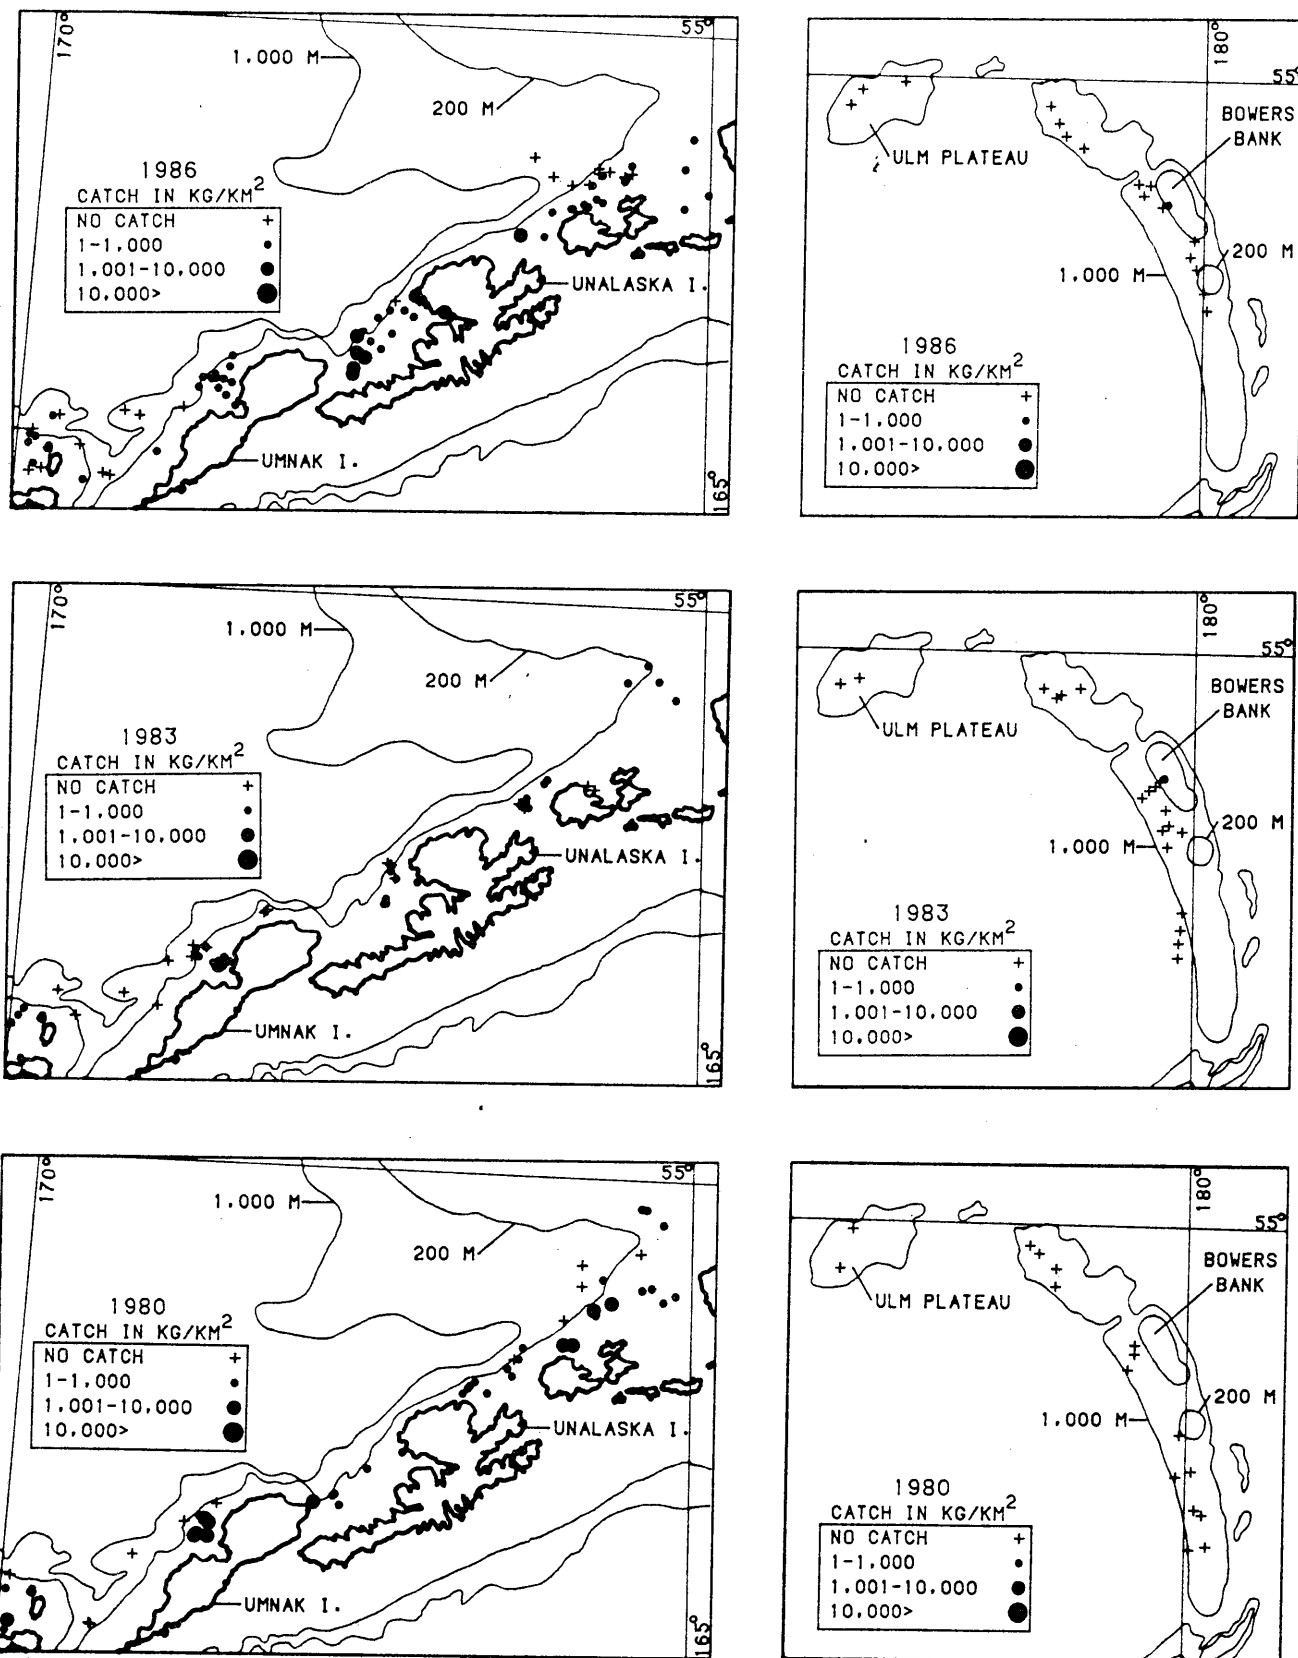 170°
55°
1.000 M
200 M
1986
CATCH IN KG/KM2
NO CATCH +
1-1.000
1.001-10.000
10.000>
UNALASKA I.
UMNAK I.
165°
180°
55°
BOWERS
BANK
ULM PLATEAU
200 M
1.000 M
1986
CATCH IN KG/KM2
NO CATCH +
1-1.000
1.001-10.000
10.000>
170°
55°
1.000 M
200 M
1983
CATCH IN KG/KM2
NO CATCH +
1-1.000
1.001-10.000
10.000>
UNALASKA I.
UMNAK I.
165°
180°
55°
BOWERS
BANK
ULM PLATEAU
200 M
1.000 M
1983
CATCH IN KG/KM2
NO CATCH +
1-1.000
1.001-10.000
10.000>
170°
55°
1.000 M
200 M
1980
CATCH IN KG/KM2
NO CATCH +
1-1.000
1.001-10.000
10.000>
UNALASKA I.
UMNAK I.
165°
180°
55°
BOWERS
BANK
ULM PLATEAU
200 M
1.000 M
1980
CATCH IN KG/KM2
NO CATCH +
1-1.000
1.001-10.000
10.000>